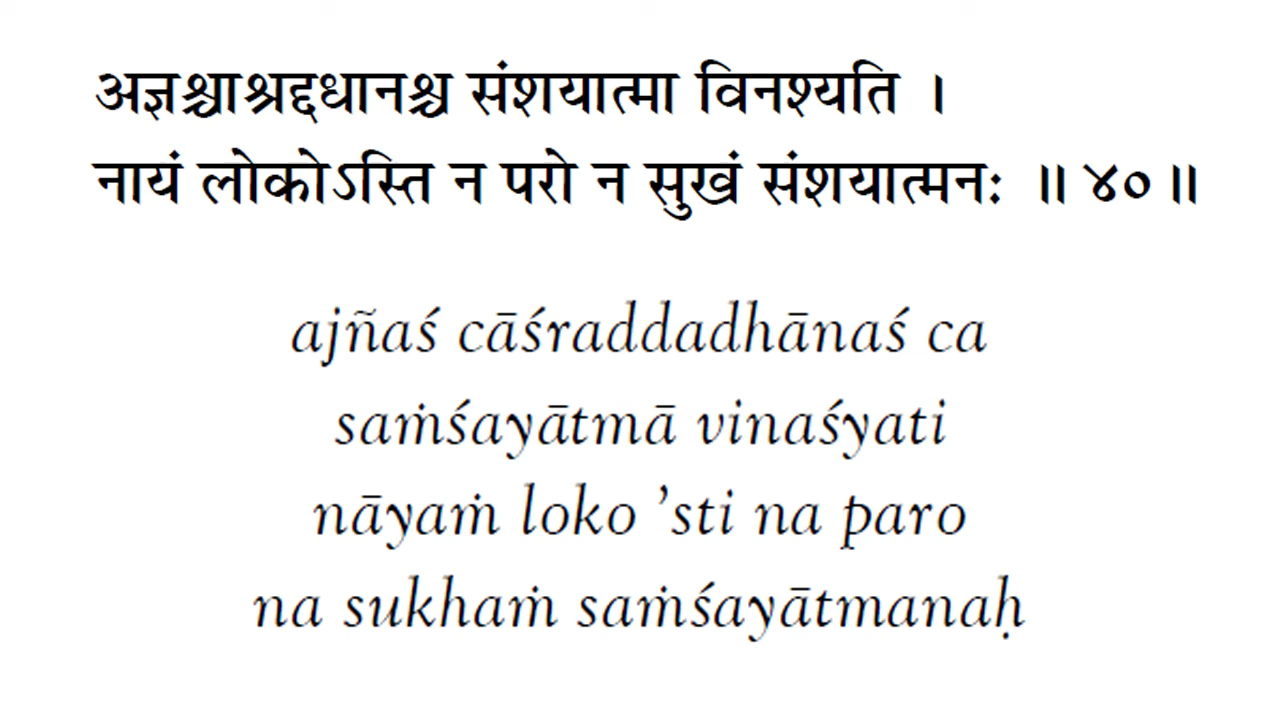 अज्ञश्चाश्रद्दधानश्च संशयात्मा विनश्यति ।
नायं लोकोऽस्ति न परो न सुखं संशयात्मनः ॥ ४० ॥
ajñaś cāśraddadhānaś ca
saṁśayātmā vinaśyati
nāyaṁ loko ’sti na paro
na sukhaṁ saṁśayātmanaḥ